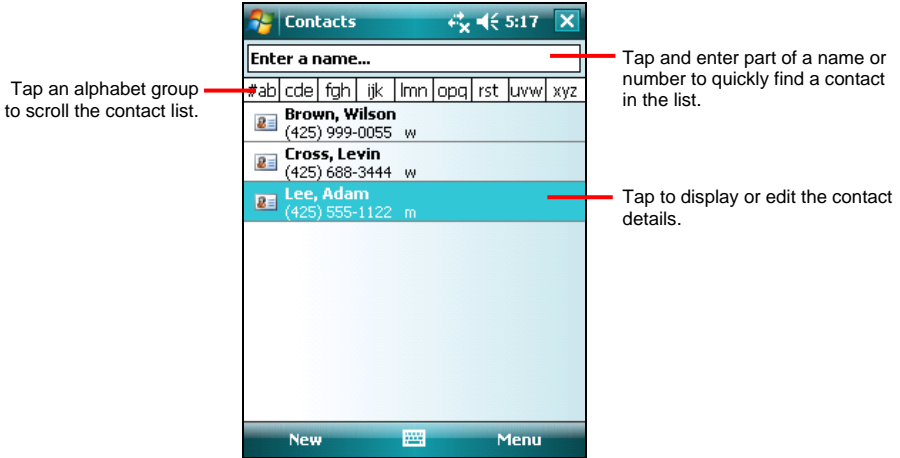 Contacts 5:17
Enter a name...
#ab cde fgh ijk lmn opq rst uvw xyz
Brown, Wilson
(425) 999-0055 w
Cross, Levin
(425) 688-3444 w
Lee, Adam
(425) 555-1122 m
New Menu
Tap an alphabet group
to scroll the contact list.
Tap and enter part of a name or
number to quickly find a contact
in the list.
Tap to display or edit the contact
details.